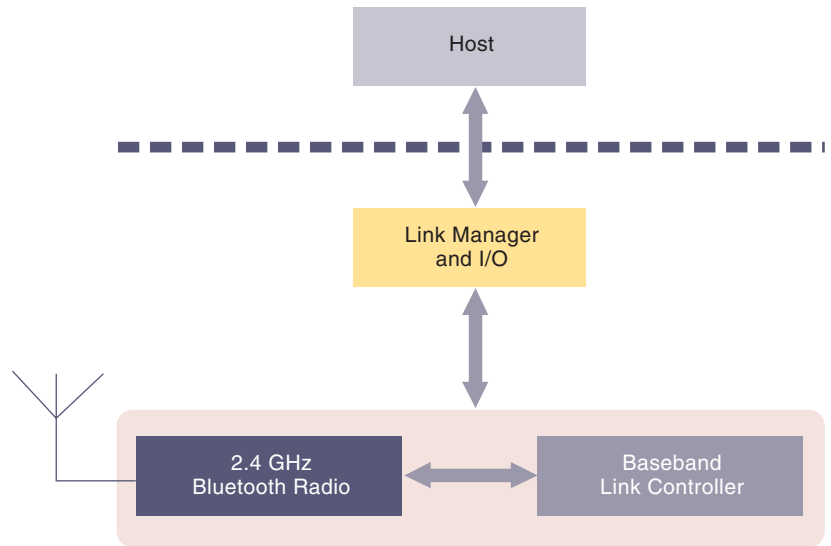 Host
Link Manager
and I/O
2.4 GHz
Bluetooth Radio
Baseband
Link Controller